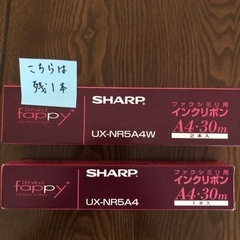 こちらは
残1本
fappy
SHARP
UX-NR5A4W
ファクシミリ用
インクリボン
A4・30m
2本入
fappy
SHARP
UX-NR5A4
ファクシミリ用
インクリボン
A4・30m
1本入